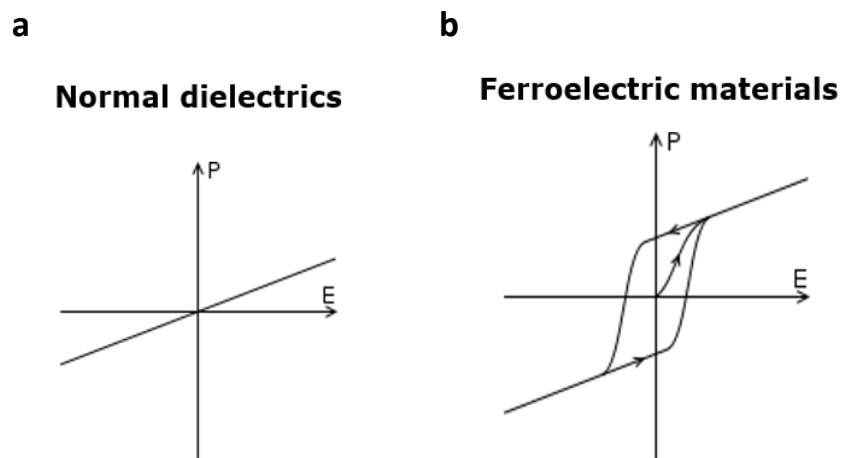 a
b
Normal dielectrics
Ferroelectric materials
P
E
P
E